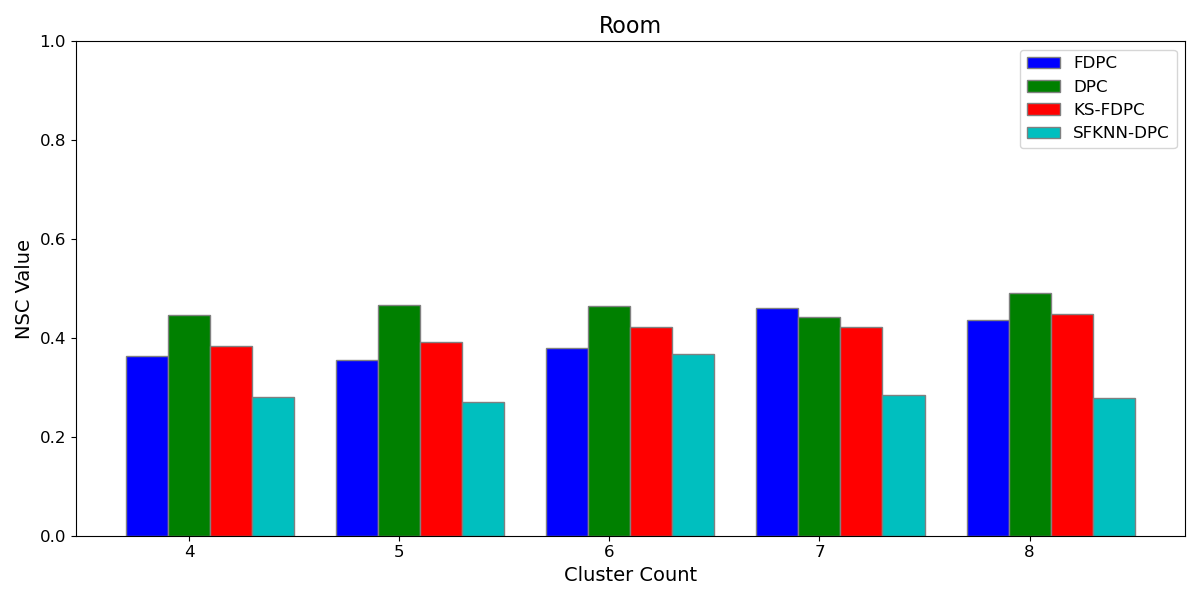 Room
1.0
0.8
0.6
0.4
0.2
0.0
NSC Value
FDPC
DPC
KS-FDPC
SFKNN-DPC
4
5
6
7
8
Cluster Count